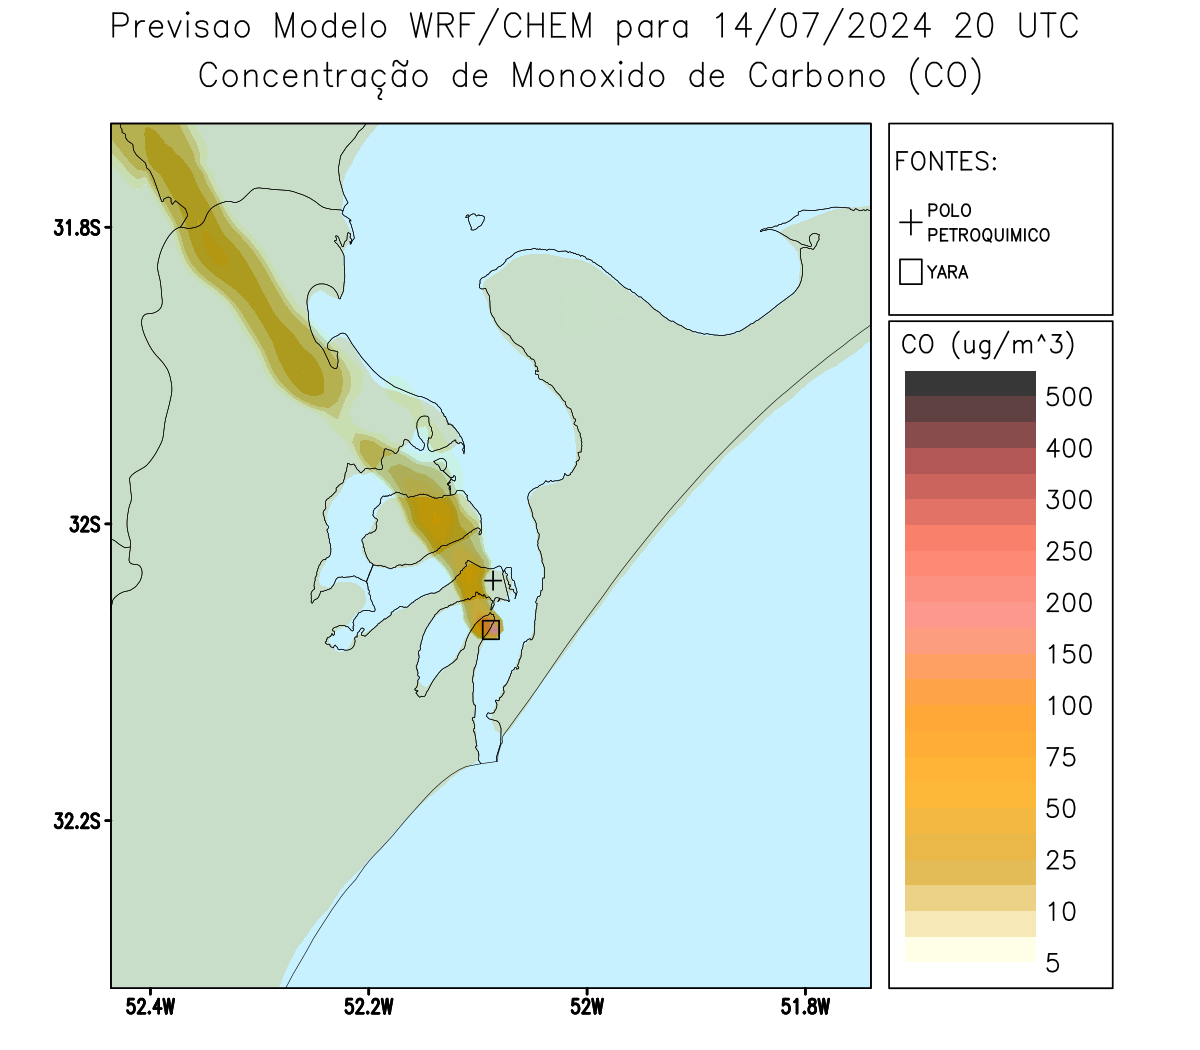 Previsao Modelo WRF/CHEM para 14/07/2024 20 UTC
Concentração de Monoxido de Carbono (CO)
FONTES:
POLO
PETROQUIMICO
YARA
CO (ug/m^3)
500
400
300
250
200
150
100
75
50
25
10
5
31.8S
32S
32.2S
52.4W
52.2W
52W
51.8W